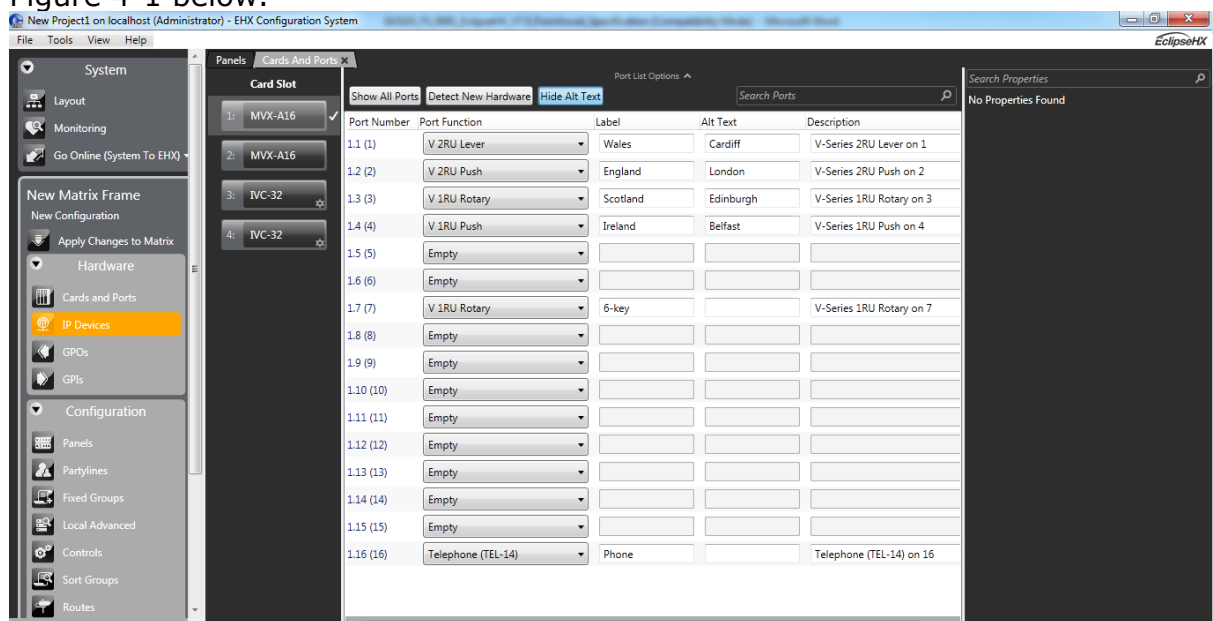 Figure 4-1 below:
New Project1 on localhost (Administrator) - EHX Configuration System
File Tools View Help
EclipseHX
System
Layout
Monitoring
Go Online (System To EHX)
New Matrix Frame
New Configuration
Apply Changes to Matrix
Hardware
Cards and Ports
IP Devices
GPOs
GPIs
Configuration
Panels
Partylines
Fixed Groups
Local Advanced
Controls
Sort Groups
Routes
Panels Cards And Ports
Card Slot
1: MVX-A16
2: MVX-A16
3: IVC-32
4: IVC-32
Port List Options
Show All Ports Detect New Hardware Hide Alt Text Search Ports
Port Number Port Function Label Alt Text Description
1.1 (1) V 2RU Lever Wales Cardiff V-Series 2RU Lever on 1
1.2 (2) V 2RU Push England London V-Series 2RU Push on 2
1.3 (3) V 1RU Rotary Scotland Edinburgh V-Series 1RU Rotary on 3
1.4 (4) V 1RU Push Ireland Belfast V-Series 1RU Push on 4
1.5 (5) Empty
1.6 (6) Empty
1.7 (7) V 1RU Rotary 6-key V-Series 1RU Rotary on 7
1.8 (8) Empty
1.9 (9) Empty
1.10 (10) Empty
1.11 (11) Empty
1.12 (12) Empty
1.13 (13) Empty
1.14 (14) Empty
1.15 (15) Empty
1.16 (16) Telephone (TEL-14) Phone Telephone (TEL-14) on 16
Search Properties
No Properties Found